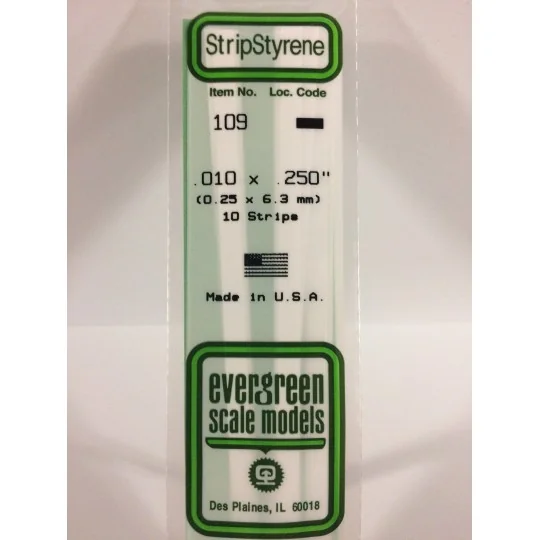 StripStyrene
Item No. Loc. Code
109
.010 x .250"
(0.25 x 6.3 mm)
10 Strips
Made in U.S.A.
evergreen
scale models
Des Plaines, IL 60018